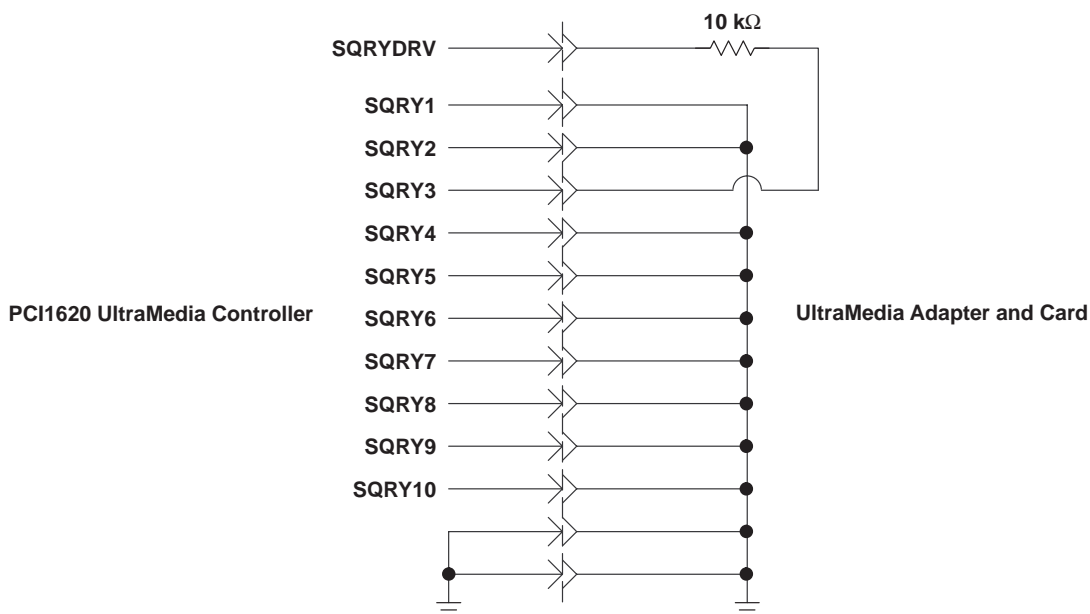 10 kΩ
SQRYDRV
SQRY1
SQRY2
SQRY3
SQRY4
SQRY5
PCI1620 UltraMedia Controller
SQRY6
UltraMedia Adapter and Card
SQRY7
SQRY8
SQRY9
SQRY10